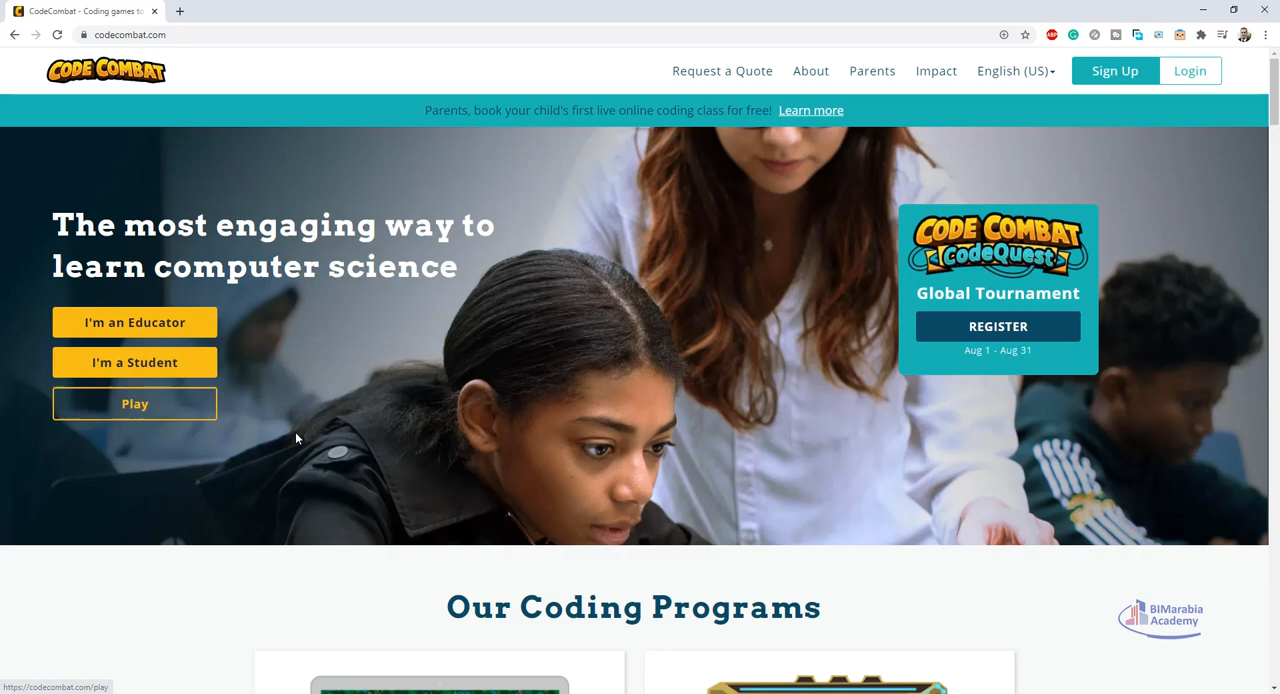 CodeCombat - Coding games to
codecombat.com
CODE COMBAT
Request a Quote
About
Parents
Impact
English (US)
Sign Up
Login
Parents, book your child's first live online coding class for free! Learn more
The most engaging way to
learn computer science
I'm an Educator
I'm a Student
Play
CODE COMBAT
CodeQuest
Global Tournament
REGISTER
Aug 1 - Aug 31
Our Coding Programs
BIMarabia
Academy
https://codecombat.com/play